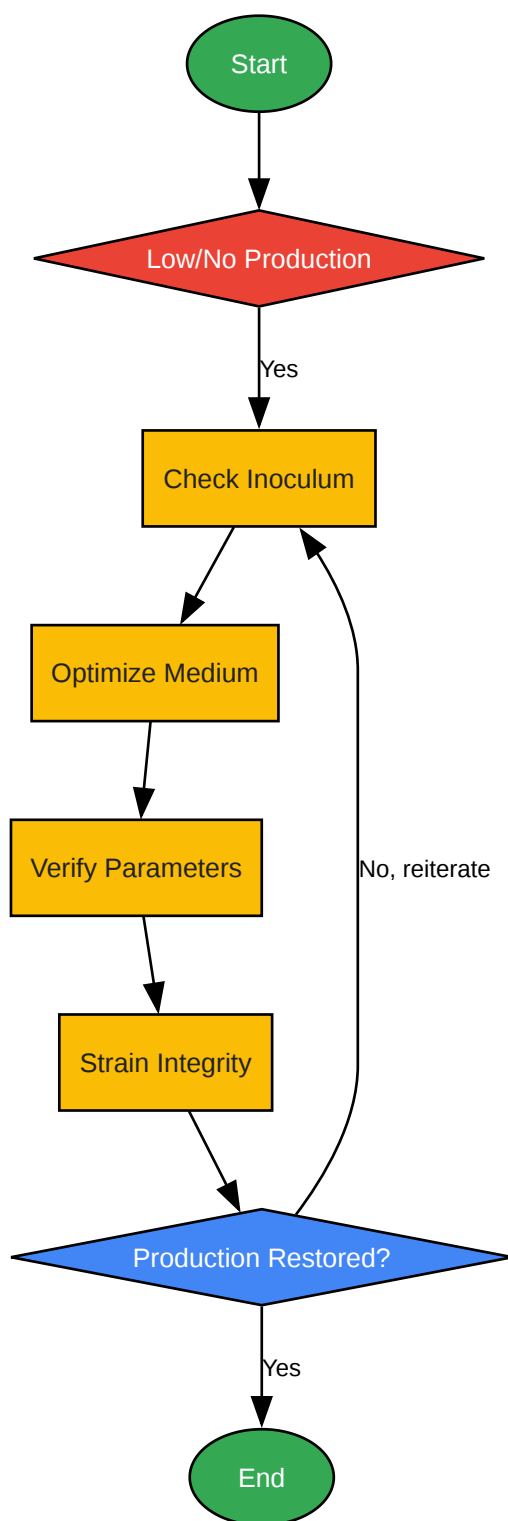 Start
Low/No Production
Yes
Check Inoculum
Optimize Medium
Verify Parameters
No, reiterate
Strain Integrity
Production Restored?
Yes
End